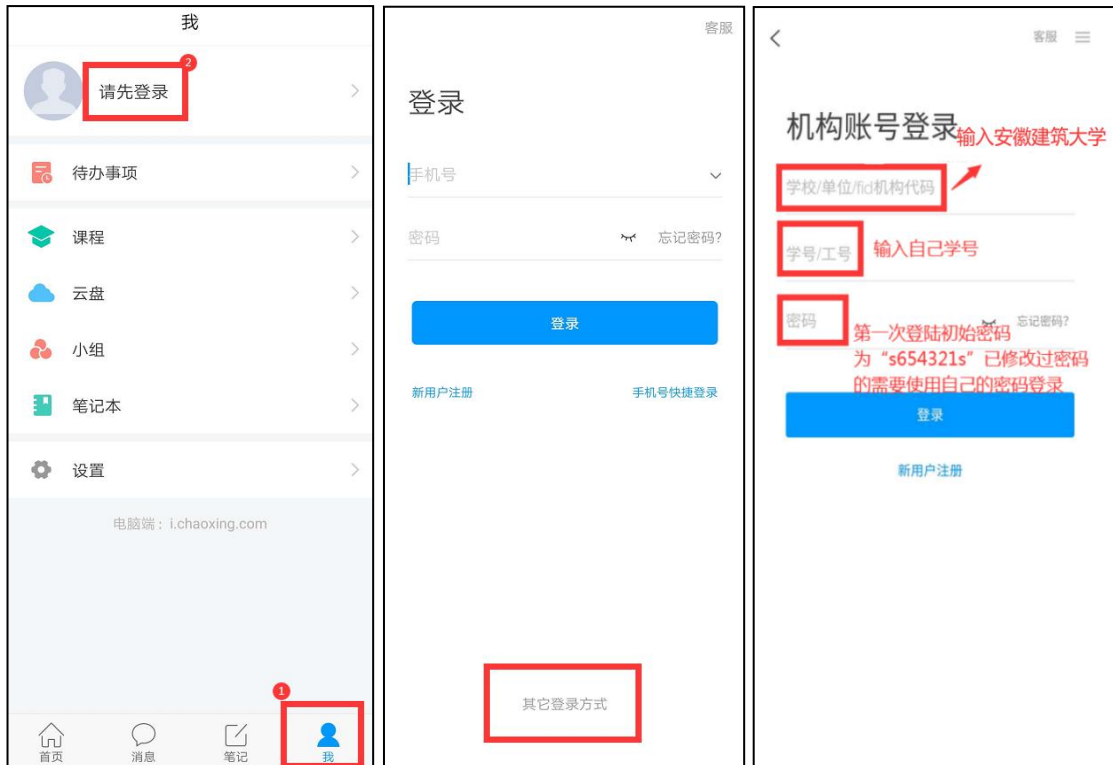 我
2
请先登录
待办事项
课程
云盘
小组
笔记本
设置
电脑端：i.chaoxing.com
1
首页
消息
笔记
我
客服
登录
手机号
密码
忘记密码?
登录
新用户注册
手机号快捷登录
其它登录方式
客服
机构账号登录
输入安徽建筑大学
学校/单位/fid机构代码
学号/工号
输入自己学号
密码
忘记密码?
第一次登陆初始密码
为“s654321s”已修改过密码
的需要使用自己的密码登录
登录
新用户注册